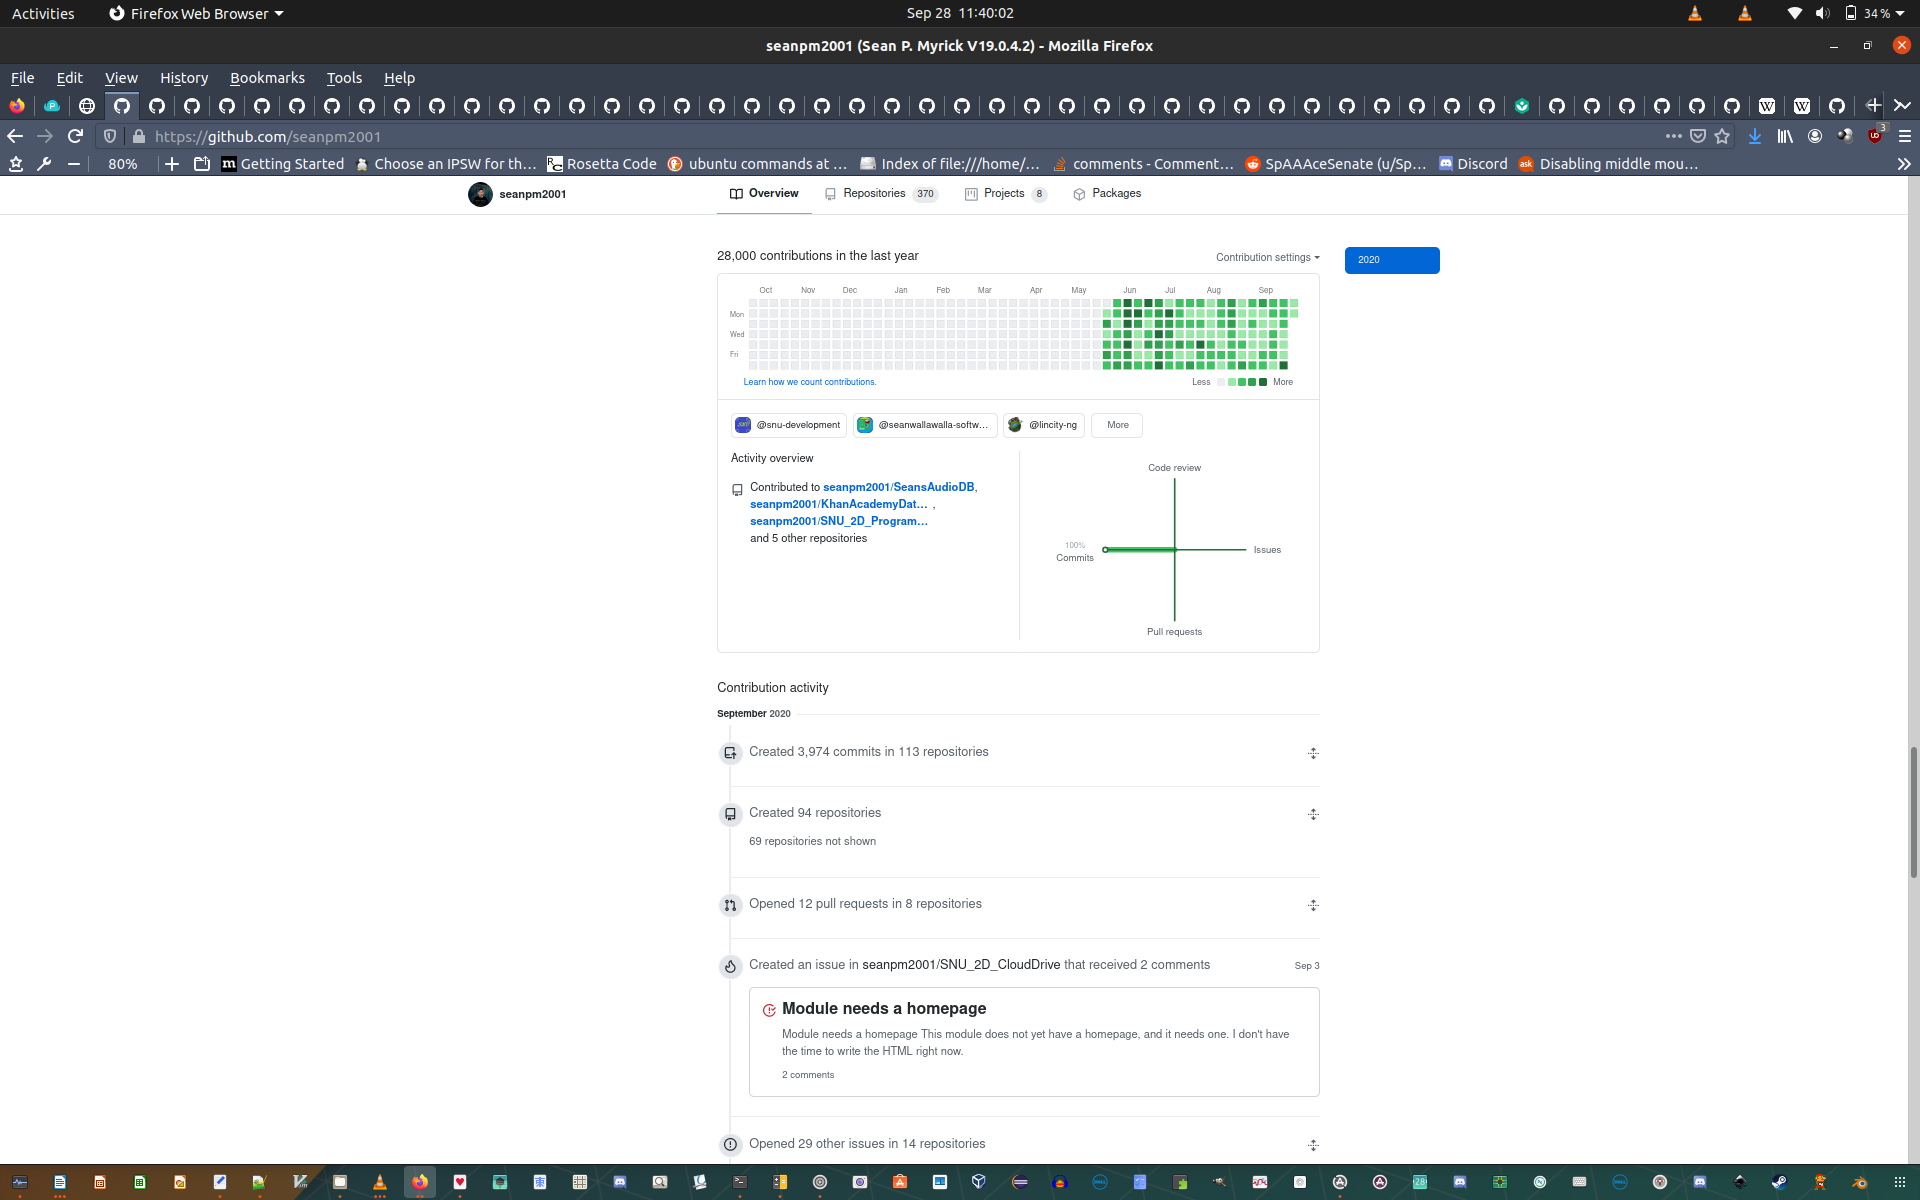 Activities
Firefox Web Browser
Sep 28 11:40:02
34 %
seanpm2001 (Sean P. Myrick V19.0.4.2) - Mozilla Firefox
File Edit View History Bookmarks Tools Help
https://github.com/seanpm2001
3
80%
Getting Started
Choose an IPSW for th…
Rosetta Code
ubuntu commands at …
Index of file:///home/…
comments - Comment…
SpAAAceSenate (u/Sp…
Discord
Disabling middle mou…
seanpm2001
Overview
Repositories 370
Projects 8
Packages
28,000 contributions in the last year
Contribution settings
2020
Oct Nov Dec Jan Feb Mar Apr May Jun Jul Aug Sep
Mon
Wed
Fri
Learn how we count contributions.
Less More
@snu-development
@seanwallawalla-softw…
@lincity-ng
More
Activity overview
Contributed to seanpm2001/SeansAudioDB,
seanpm2001/KhanAcademyDat… ,
seanpm2001/SNU_2D_Program…
and 5 other repositories
Code review
100%
Commits
Issues
Pull requests
Contribution activity
September 2020
Created 3,974 commits in 113 repositories
Created 94 repositories
69 repositories not shown
Opened 12 pull requests in 8 repositories
Created an issue in seanpm2001/SNU_2D_CloudDrive that received 2 comments
Sep 3
Module needs a homepage
Module needs a homepage This module does not yet have a homepage, and it needs one. I don't have
the time to write the HTML right now.
2 comments
Opened 29 other issues in 14 repositories